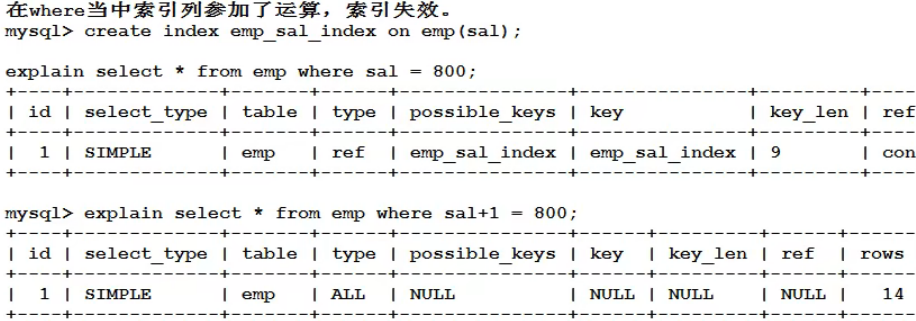 在where当中索引列参加了运算，索引失效。
mysql> create index emp_sal_index on emp(sal);
explain select * from emp where sal = 800;
+----+-------------+-------+------+---------------+---------------+---------+----
| id | select_type | table | type | possible_keys | key           | key_len | ref
+----+-------------+-------+------+---------------+---------------+---------+----
|  1 | SIMPLE      | emp   | ref  | emp_sal_index | emp_sal_index | 9       | con
+----+-------------+-------+------+---------------+---------------+---------+----
mysql> explain select * from emp where sal+1 = 800;
+----+-------------+-------+------+---------------+------+---------+------+------
| id | select_type | table | type | possible_keys | key  | key_len | ref  | rows
+----+-------------+-------+------+---------------+------+---------+------+------
|  1 | SIMPLE      | emp   | ALL  | NULL          | NULL | NULL    | NULL |   14
+----+-------------+-------+------+---------------+------+---------+------+------